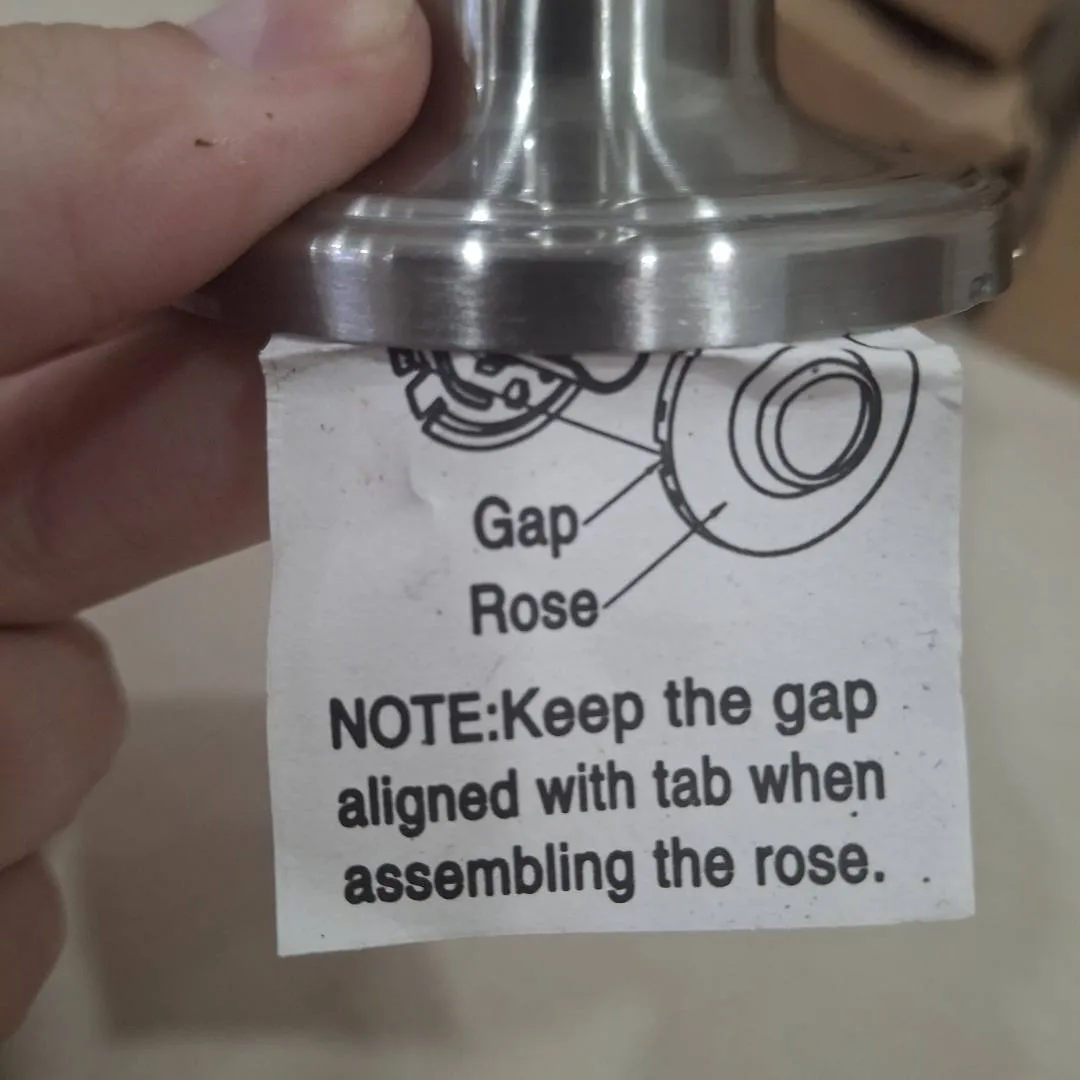 Gap
Rose
NOTE:Keep the gap
aligned with tab when
assembling the rose.